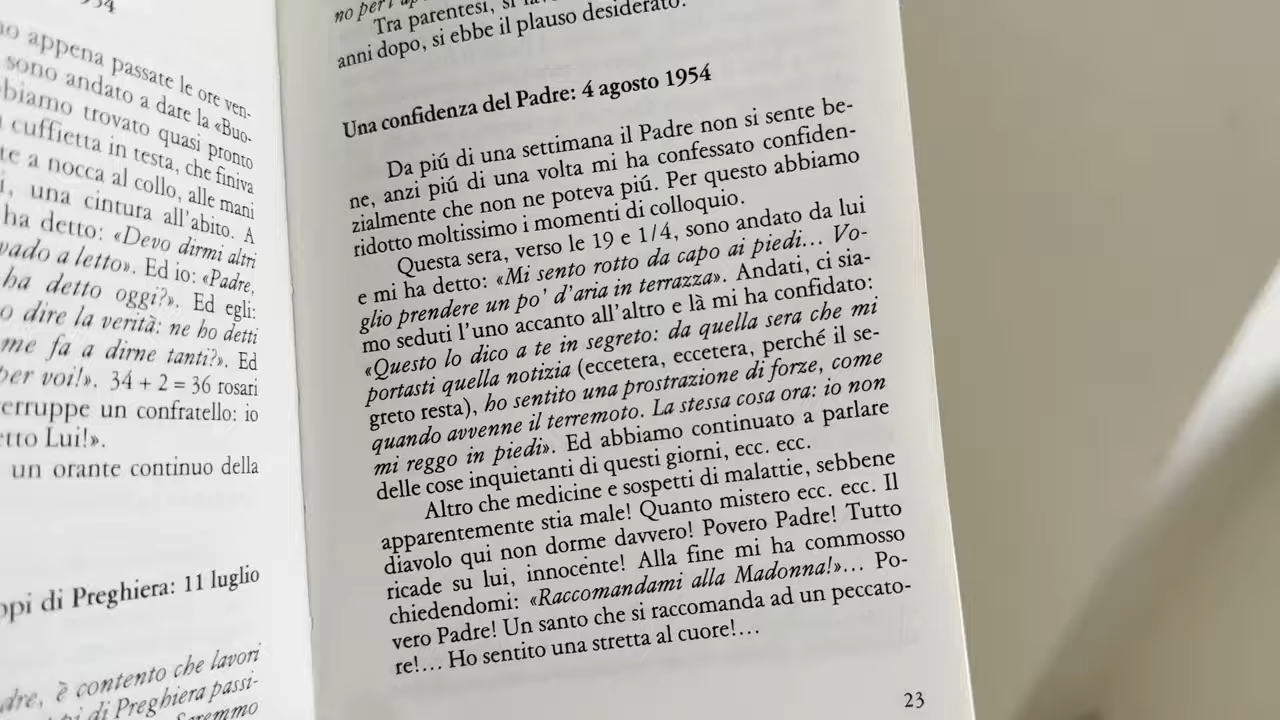 o appena passate le ore ven-
sono andato a dare la «Buo-
bbiamo trovato quasi pronto
cuffietta in testa, che finiva
te a nocca al collo, alle mani
i, una cintura all'abito. A
ha detto: «Devo dirmi altri
vado a letto». Ed io: «Padre,
ha detto oggi?». Ed egli:
o dire la verità: ne ho detti
me fa a dirne tanti?». Ed
per voi!». 34 + 2 = 36 rosari
erruppe un confratello: io
etto Lui!».
un orante continuo della
ppi di Preghiera: 11 luglio
dre, è contento che lavori
pi di Preghiera passi-
Saremmo
Tra parentesi, si
anni dopo, si ebbe il plauso desiderato.
Una confidenza del Padre: 4 agosto 1954
Da piú di una settimana il Padre non si sente be-
ne, anzi piú di una volta mi ha confessato confiden-
zialmente che non ne poteva piú. Per questo abbiamo
ridotto moltissimo i momenti di colloquio.
Questa sera, verso le 19 e 1/4, sono andato da lui
e mi ha detto: «Mi sento rotto da capo ai piedi... Vo-
glio prendere un po' d'aria in terrazza». Andati, ci sia-
mo seduti l'uno accanto all'altro e là mi ha confidato:
«Questo lo dico a te in segreto: da quella sera che mi
portasti quella notizia (eccetera, eccetera, perché il se-
greto resta), ho sentito una prostrazione di forze, come
quando avvenne il terremoto. La stessa cosa ora: io non
mi reggo in piedi». Ed abbiamo continuato a parlare
delle cose inquietanti di questi giorni, ecc. ecc.
Altro che medicine e sospetti di malattie, sebbene
apparentemente stia male! Quanto mistero ecc. ecc. Il
diavolo qui non dorme davvero! Povero Padre! Tutto
ricade su lui, innocente! Alla fine mi ha commosso
chiedendomi: «Raccomandami alla Madonna!»... Po-
vero Padre! Un santo che si raccomanda ad un peccato-
re!... Ho sentito una stretta al cuore!...
23